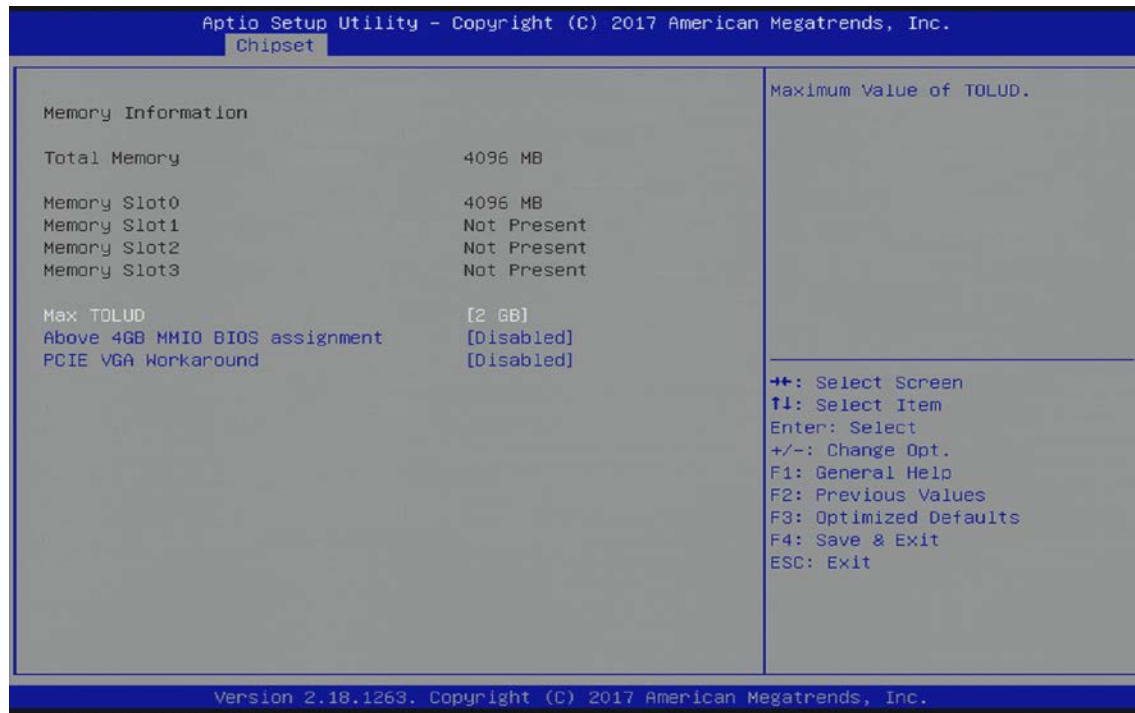 Aptio Setup Utility – Copyright (C) 2017 American Megatrends, Inc.
Chipset
Memory Information
Total Memory 4096 MB
Memory Slot0 4096 MB
Memory Slot1 Not Present
Memory Slot2 Not Present
Memory Slot3 Not Present
Max TOLUD [2 GB]
Above 4GB MMIO BIOS assignment [Disabled]
PCIE VGA Workaround [Disabled]
Maximum Value of TOLUD.
→←: Select Screen
↑↓: Select Item
Enter: Select
+/-: Change Opt.
F1: General Help
F2: Previous Values
F3: Optimized Defaults
F4: Save & Exit
ESC: Exit
Version 2.18.1263. Copyright (C) 2017 American Megatrends, Inc.